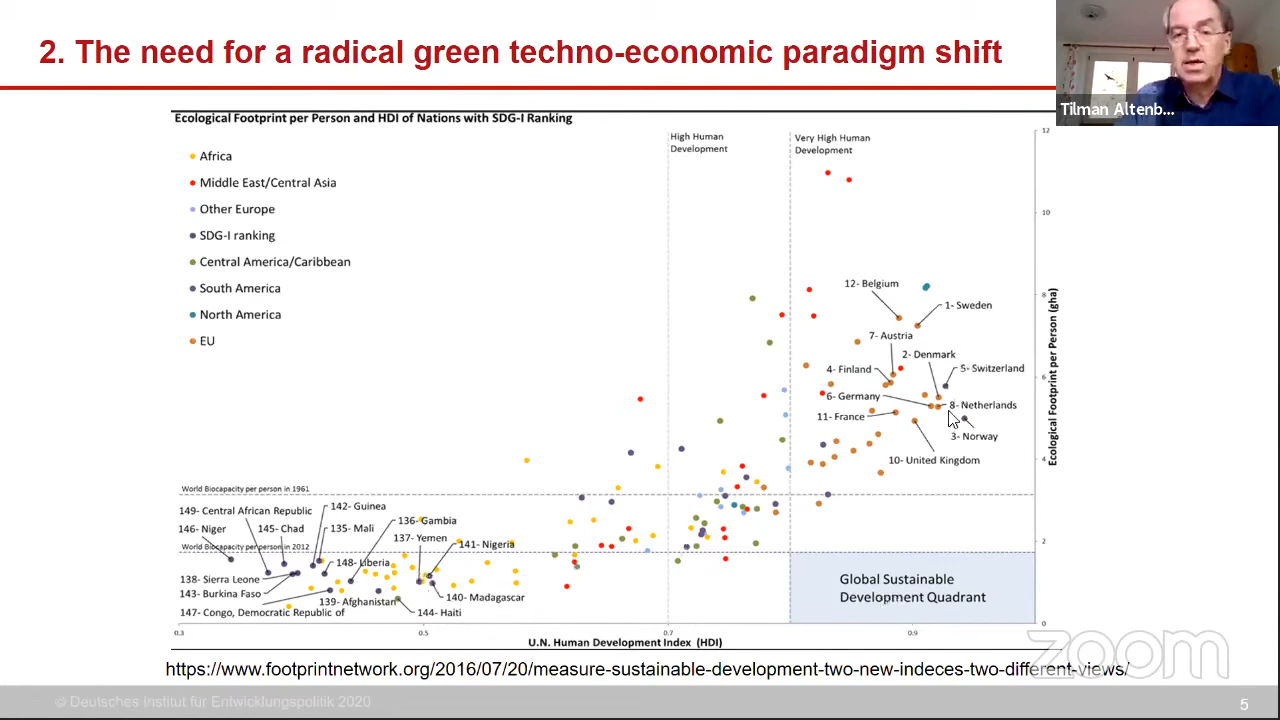 2. The need for a radical green techno-economic paradigm shift
Tilman Altenb...
Ecological Footprint per Person and HDI of Nations with SDG-I Ranking
High Human
Development
Very High Human
Development
Africa
Middle East/Central Asia
Other Europe
SDG-I ranking
Central America/Caribbean
South America
North America
EU
12
10
8
6
4
2
0
Ecological Footprint per Person (gha)
12- Belgium
1- Sweden
7- Austria
2- Denmark
4- Finland
5- Switzerland
6- Germany
8- Netherlands
11- France
3- Norway
10- United Kingdom
World Biocapacity per person in 1961
149- Central African Republic
142- Guinea
146- Niger
145- Chad
135- Mali
136- Gambia
137- Yemen
141- Nigeria
World Biocapacity per person in 2012
148- Liberia
138- Sierra Leone
143- Burkina Faso
139- Afghanistan
140- Madagascar
147- Congo, Democratic Republic of
144- Haiti
Global Sustainable
Development Quadrant
0.3
0.5
0.7
0.9
U.N. Human Development Index (HDI)
https://www.footprintnetwork.org/2016/07/20/measure-sustainable-development-two-new-indeces-two-different-views/
zoom
© Deutsches Institut für Entwicklungspolitik 2020
5